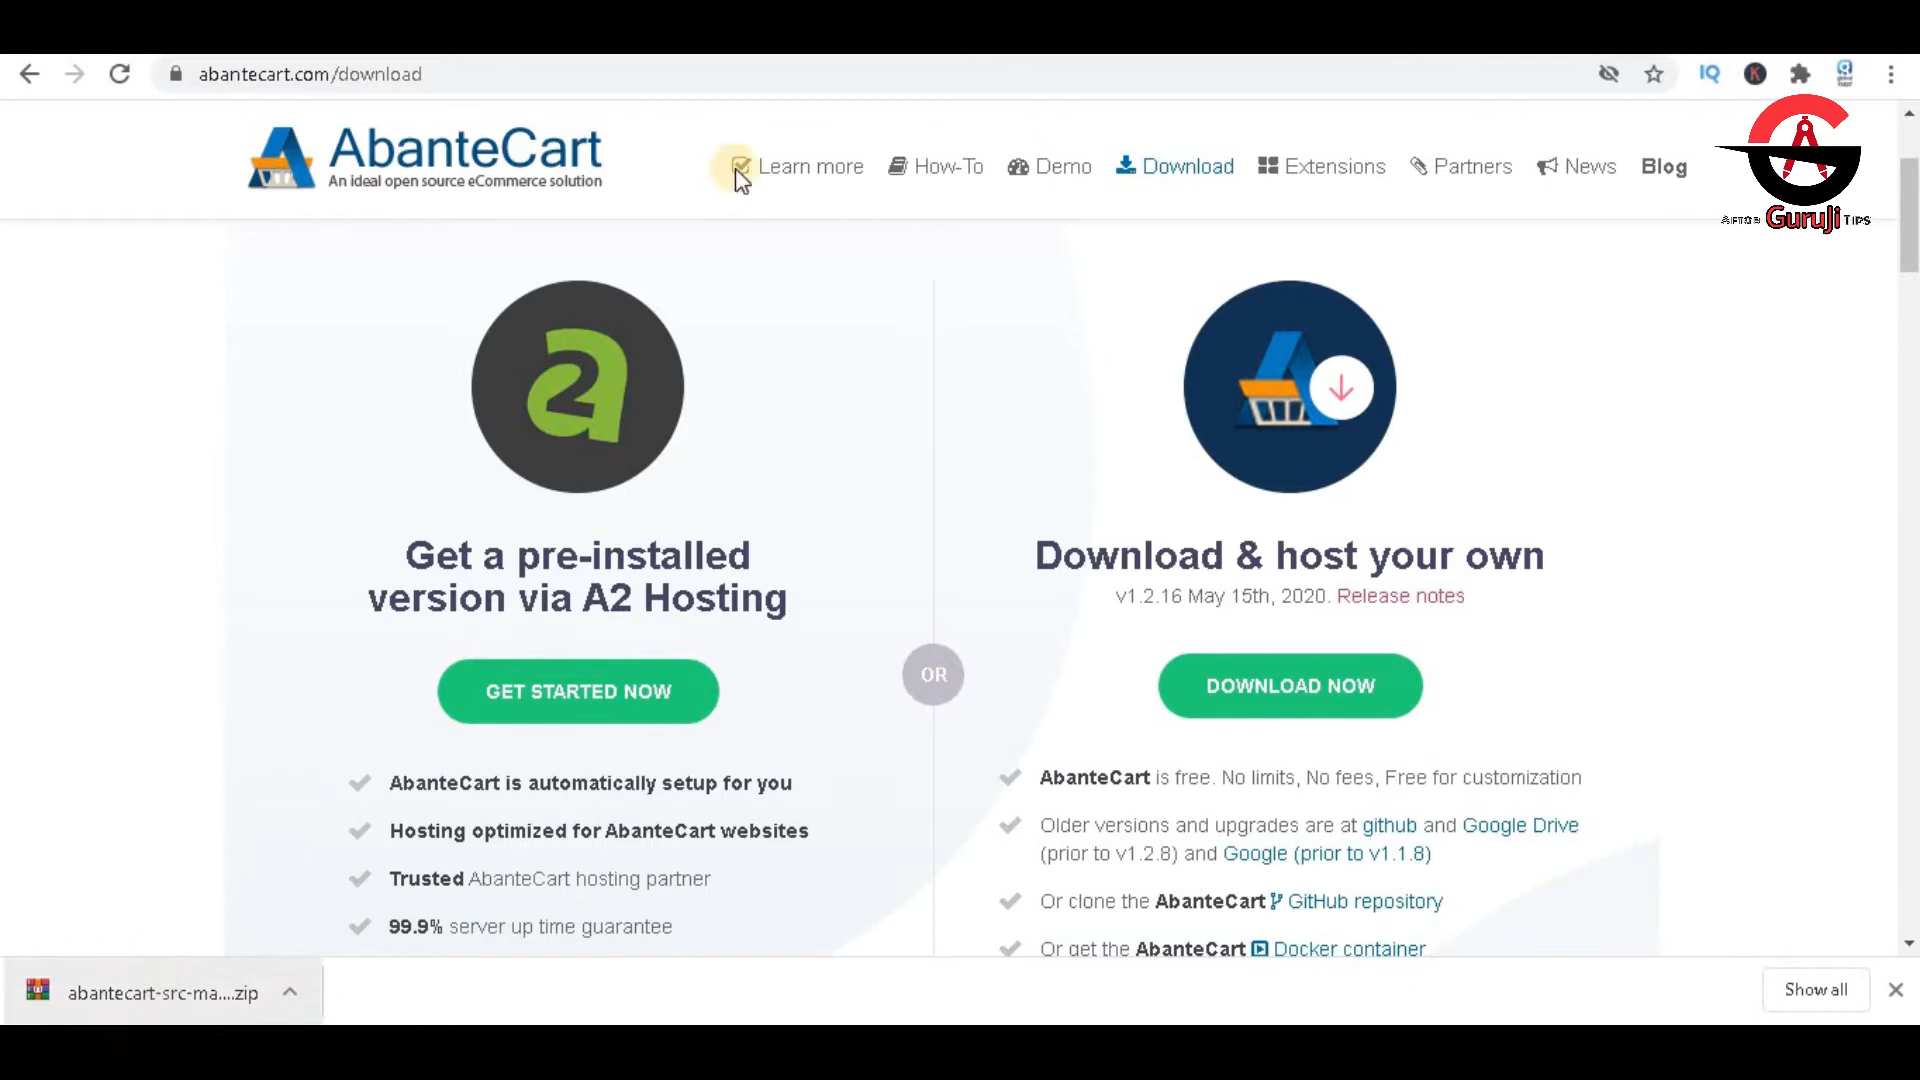 abantecart.com/download
IQ
K
AbanteCart
An ideal open source eCommerce solution
Learn more
How-To
Demo
Download
Extensions
Partners
News
Blog
GuruJi TIPS
a2
Get a pre-installed
version via A2 Hosting
GET STARTED NOW
AbanteCart is automatically setup for you
Hosting optimized for AbanteCart websites
Trusted AbanteCart hosting partner
99.9% server up time guarantee
OR
Download & host your own
v1.2.16 May 15th, 2020. Release notes
DOWNLOAD NOW
AbanteCart is free. No limits, No fees, Free for customization
Older versions and upgrades are at github and Google Drive
(prior to v1.2.8) and Google (prior to v1.1.8)
Or clone the AbanteCart GitHub repository
Or get the AbanteCart Docker container
abantecart-src-ma....zip
Show all